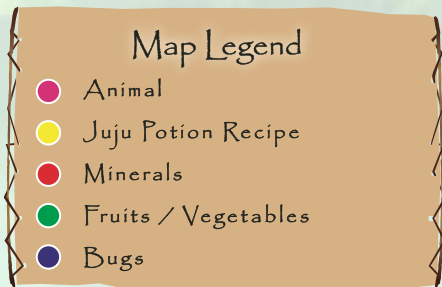 Map Legend
Animal
Juju Potion Recipe
Minerals
Fruits / Vegetables
Bugs